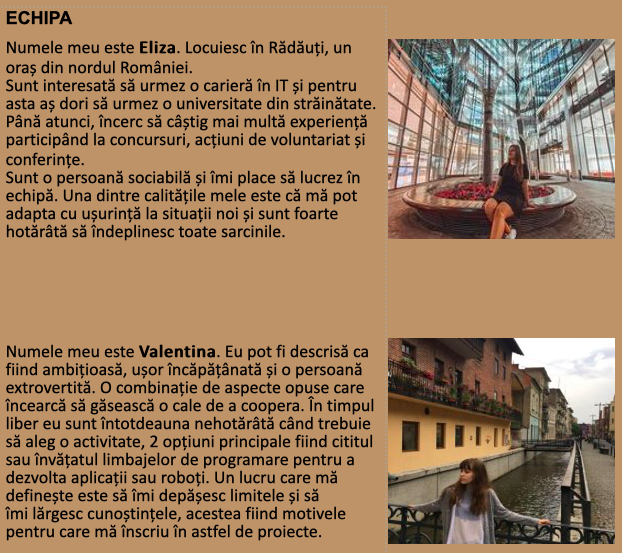 ECHIPA
Numele meu este Eliza. Locuiesc în Rădăuți, un
oraș din nordul României.
Sunt interesată să urmez o carieră în IT și pentru
asta aș dori să urmez o universitate din străinătate.
Până atunci, încerc să câștig mai multă experiență
participând la concursuri, acțiuni de voluntariat și
conferințe.
Sunt o persoană sociabilă și îmi place să lucrez în
echipă. Una dintre calitățile mele este că mă pot
adapta cu ușurință la situații noi și sunt foarte
hotărâtă să îndeplinesc toate sarcinile.
Numele meu este Valentina. Eu pot fi descrisă ca
fiind ambițioasă, ușor încăpățânată și o persoană
extrovertită. O combinație de aspecte opuse care
încearcă să găsească o cale de a coopera. În timpul
liber eu sunt întotdeauna nehotărâtă când trebuie
să aleg o activitate, 2 opțiuni principale fiind cititul
sau învățatul limbajelor de programare pentru a
dezvolta aplicații sau roboți. Un lucru care mă
definește este să îmi depășesc limitele și să
îmi lărgesc cunoștințele, acestea fiind motivele
pentru care mă înscriu în astfel de proiecte.